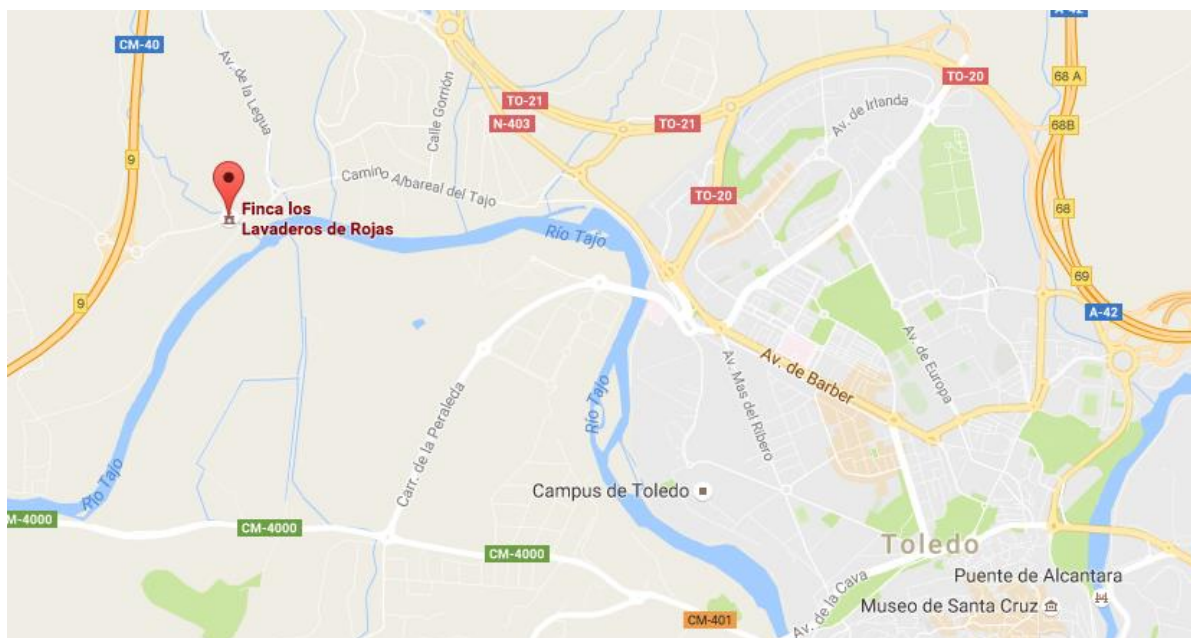 A-42
CM-40
Av. de la Legua
Calle Gorrión
TO-21
N-403
TO-21
TO-20
Av. de Irlanda
68 A
68B
9
Camino Albareal del Tajo
TO-20
Finca los
Lavaderos de Rojas
Río Tajo
68
69
9
A-42
Av. de Barber
Av. de Europa
Av. Mas del Ribero
Carr. de la Peraleda
Río Tajo
Río Tajo
Campus de Toledo
CM-4000
CM-4000
CM-4000
Toledo
Puente de Alcantara
Av. de la Cava
Museo de Santa Cruz
CM-401